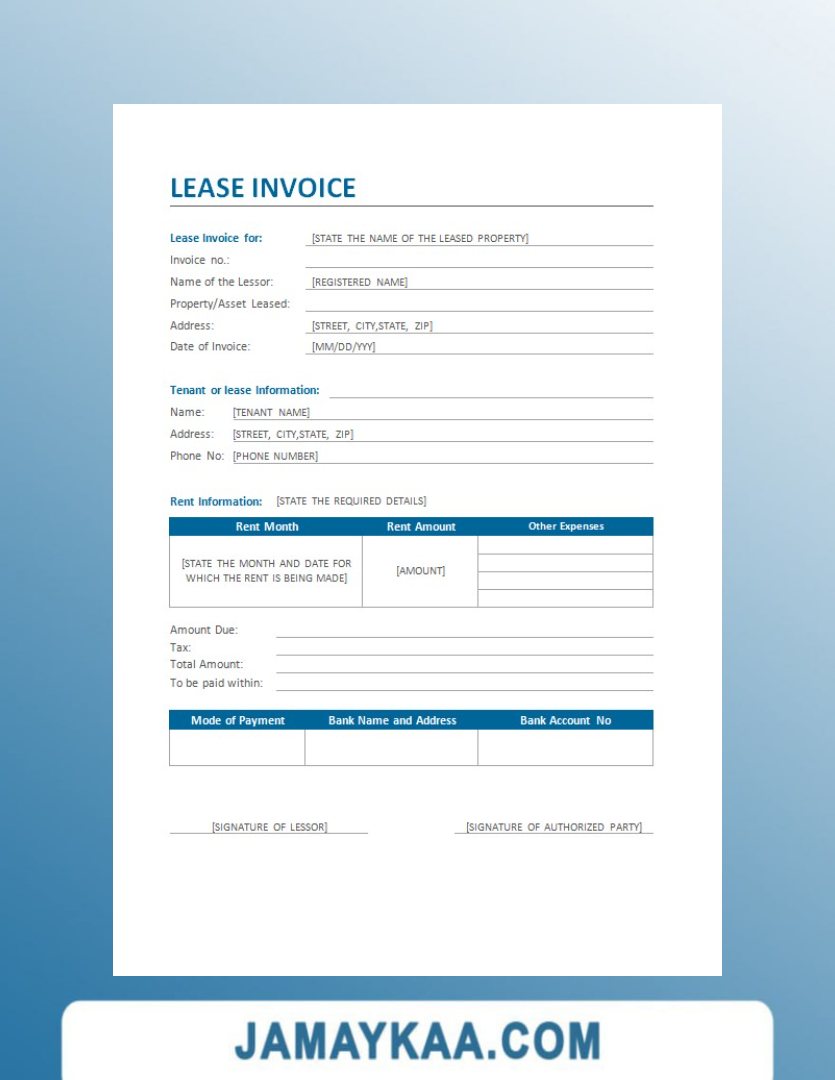 LEASE INVOICE
Lease Invoice for: [STATE THE NAME OF THE LEASED PROPERTY]
Invoice no.:
Name of the Lessor: [REGISTERED NAME]
Property/Asset Leased:
Address: [STREET, CITY,STATE, ZIP]
Date of Invoice: [MM/DD/YYY]
Tenant or lease Information:
Name: [TENANT NAME]
Address: [STREET, CITY,STATE, ZIP]
Phone No: [PHONE NUMBER]
Rent Information: [STATE THE REQUIRED DETAILS]
Rent Month Rent Amount Other Expenses
[STATE THE MONTH AND DATE FOR
WHICH THE RENT IS BEING MADE]
[AMOUNT]
Amount Due:
Tax:
Total Amount:
To be paid within:
Mode of Payment Bank Name and Address Bank Account No
[SIGNATURE OF LESSOR] [SIGNATURE OF AUTHORIZED PARTY]
JAMAYKAA.COM